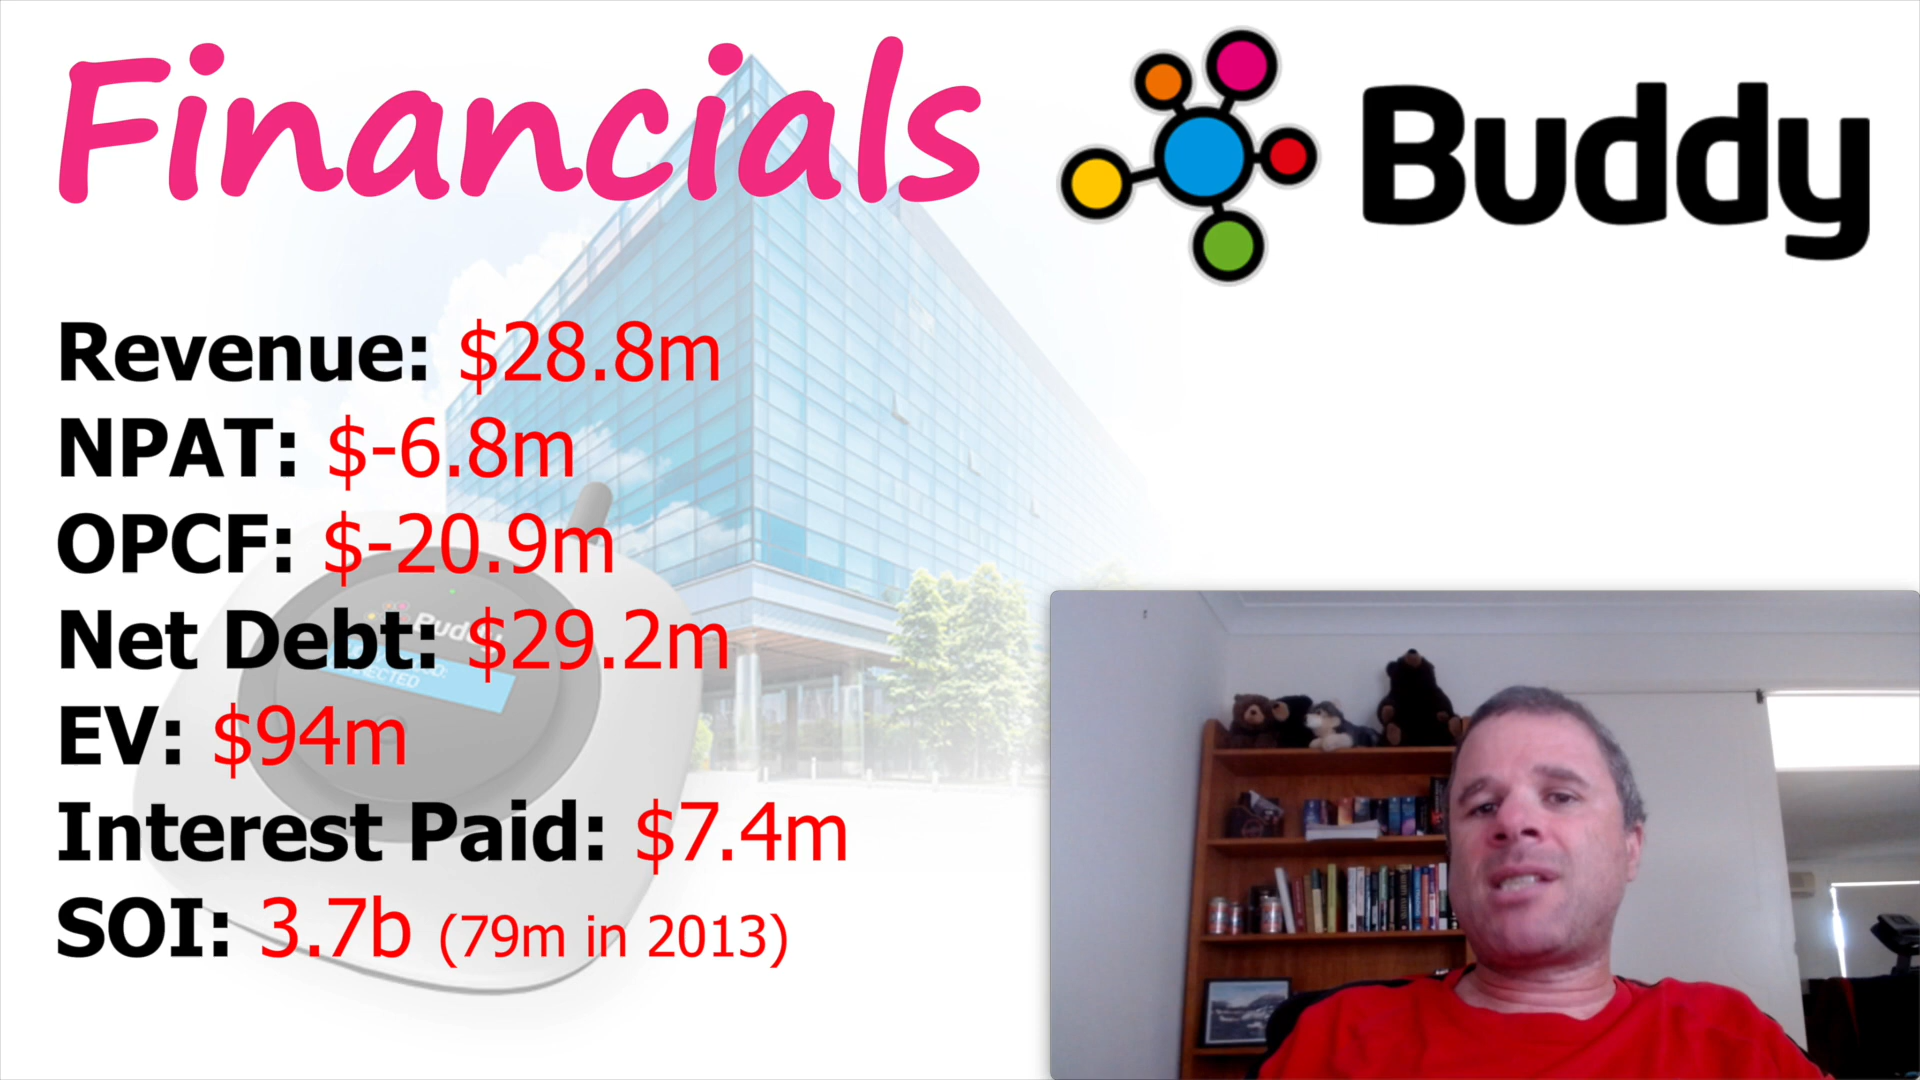 Financials
Buddy
Revenue: $28.8m
NPAT: $-6.8m
OPCF: $-20.9m
Net Debt: $29.2m
EV: $94m
Interest Paid: $7.4m
SOI: 3.7b (79m in 2013)
Buddy